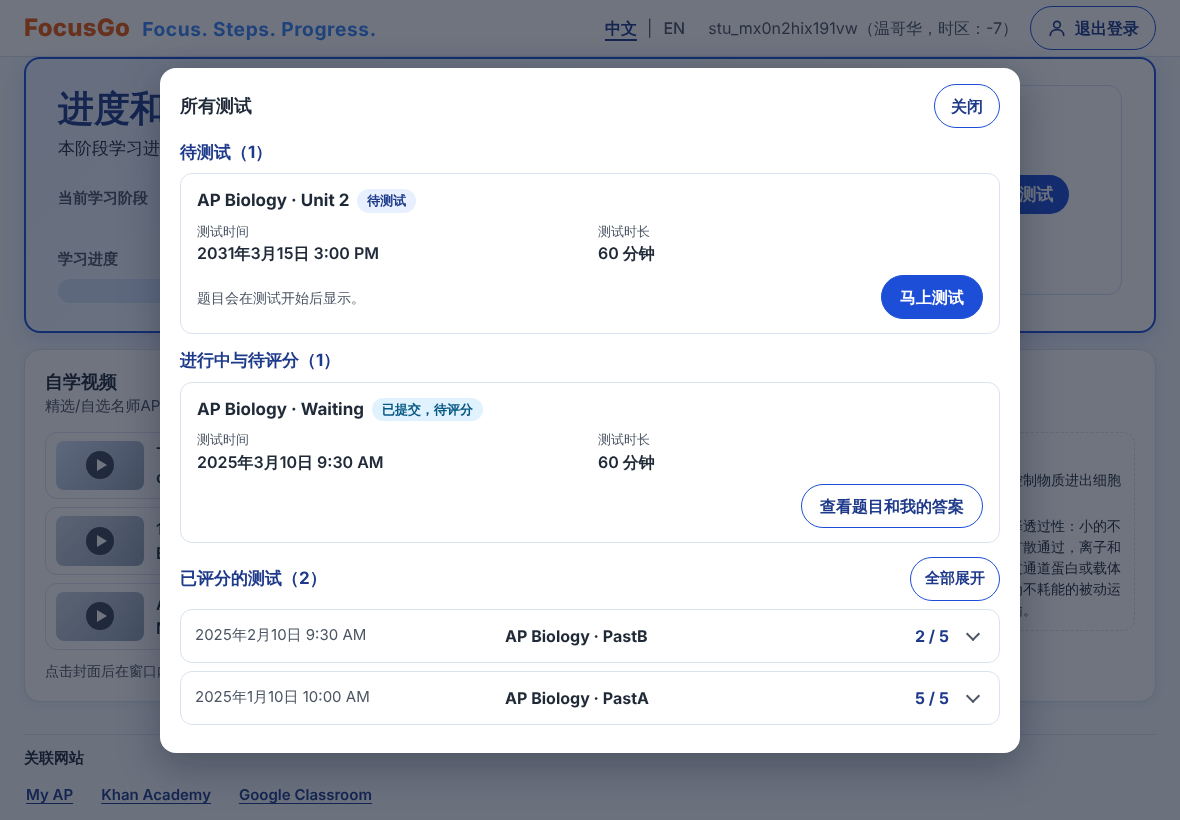 FocusGo Focus. Steps. Progress.
中文 | EN stu_mx0n2hix191vw（温哥华，时区：-7） 退出登录
进度和
本阶段学习进
当前学习阶段
学习进度
测试
所有测试
关闭
待测试（1）
AP Biology · Unit 2 待测试
测试时间 测试时长
2031年3月15日 3:00 PM 60 分钟
题目会在测试开始后显示。 马上测试
进行中与待评分（1）
AP Biology · Waiting 已提交，待评分
测试时间 测试时长
2025年3月10日 9:30 AM 60 分钟
查看题目和我的答案
已评分的测试（2）
全部展开
2025年2月10日 9:30 AM AP Biology · PastB 2 / 5
2025年1月10日 10:00 AM AP Biology · PastA 5 / 5
自学视频
精选/自选名师AP
点击封面后在窗口
制物质进出细胞
透过性：小的不
散通过，离子和
通道蛋白或载体
不耗能的被动运
关联网站
My AP Khan Academy Google Classroom